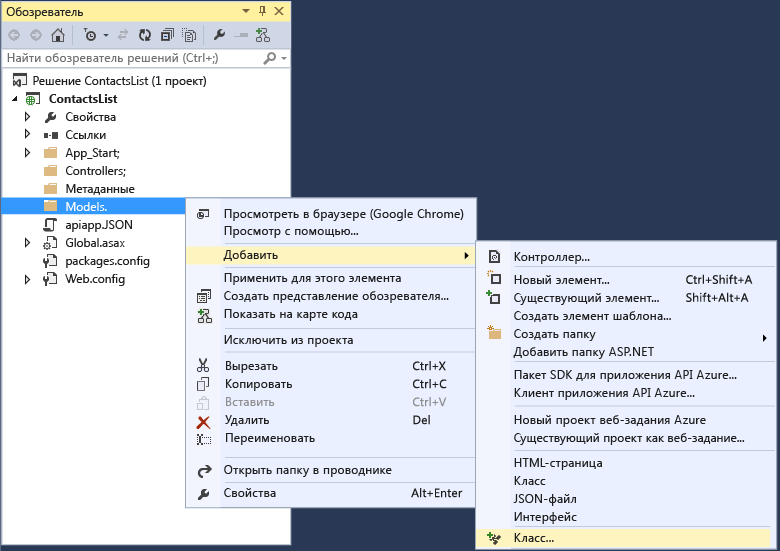 Обозреватель
Найти обозреватель решений (Ctrl+;)
Решение ContactsList (1 проект)
ContactsList
Свойства
Ссылки
App_Start;
Controllers;
Метаданные
Models.
apiapp.JSON
Global.asax
packages.config
Web.config
Просмотреть в браузере (Google Chrome)
Просмотр с помощью...
Добавить
Применить для этого элемента
Создать представление обозревателя...
Показать на карте кода
Исключить из проекта
Вырезать Ctrl+X
Копировать Ctrl+C
Вставить Ctrl+V
Удалить Del
Переименовать
Открыть папку в проводнике
Свойства Alt+Enter
Контроллер...
Новый элемент... Ctrl+Shift+A
Существующий элемент... Shift+Alt+A
Создать элемент шаблона...
Создать папку
Добавить папку ASP.NET
Пакет SDK для приложения API Azure...
Клиент приложения API Azure...
Новый проект веб-задания Azure
Существующий проект как веб-задание...
HTML-страница
Класс
JSON-файл
Интерфейс
Класс...